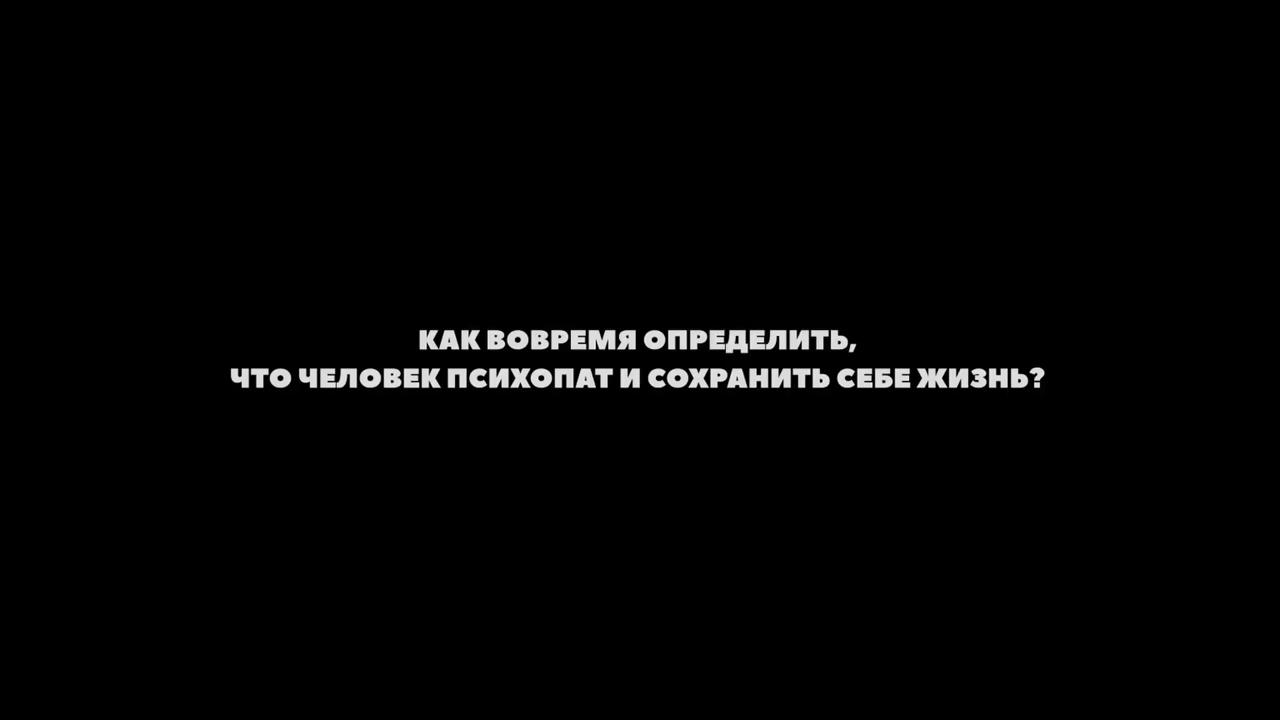 КАК ВОВРЕМЯ ОПРЕДЕЛИТЬ,
ЧТО ЧЕЛОВЕК ПСИХОПАТ И СОХРАНИТЬ СЕБЕ ЖИЗНЬ?